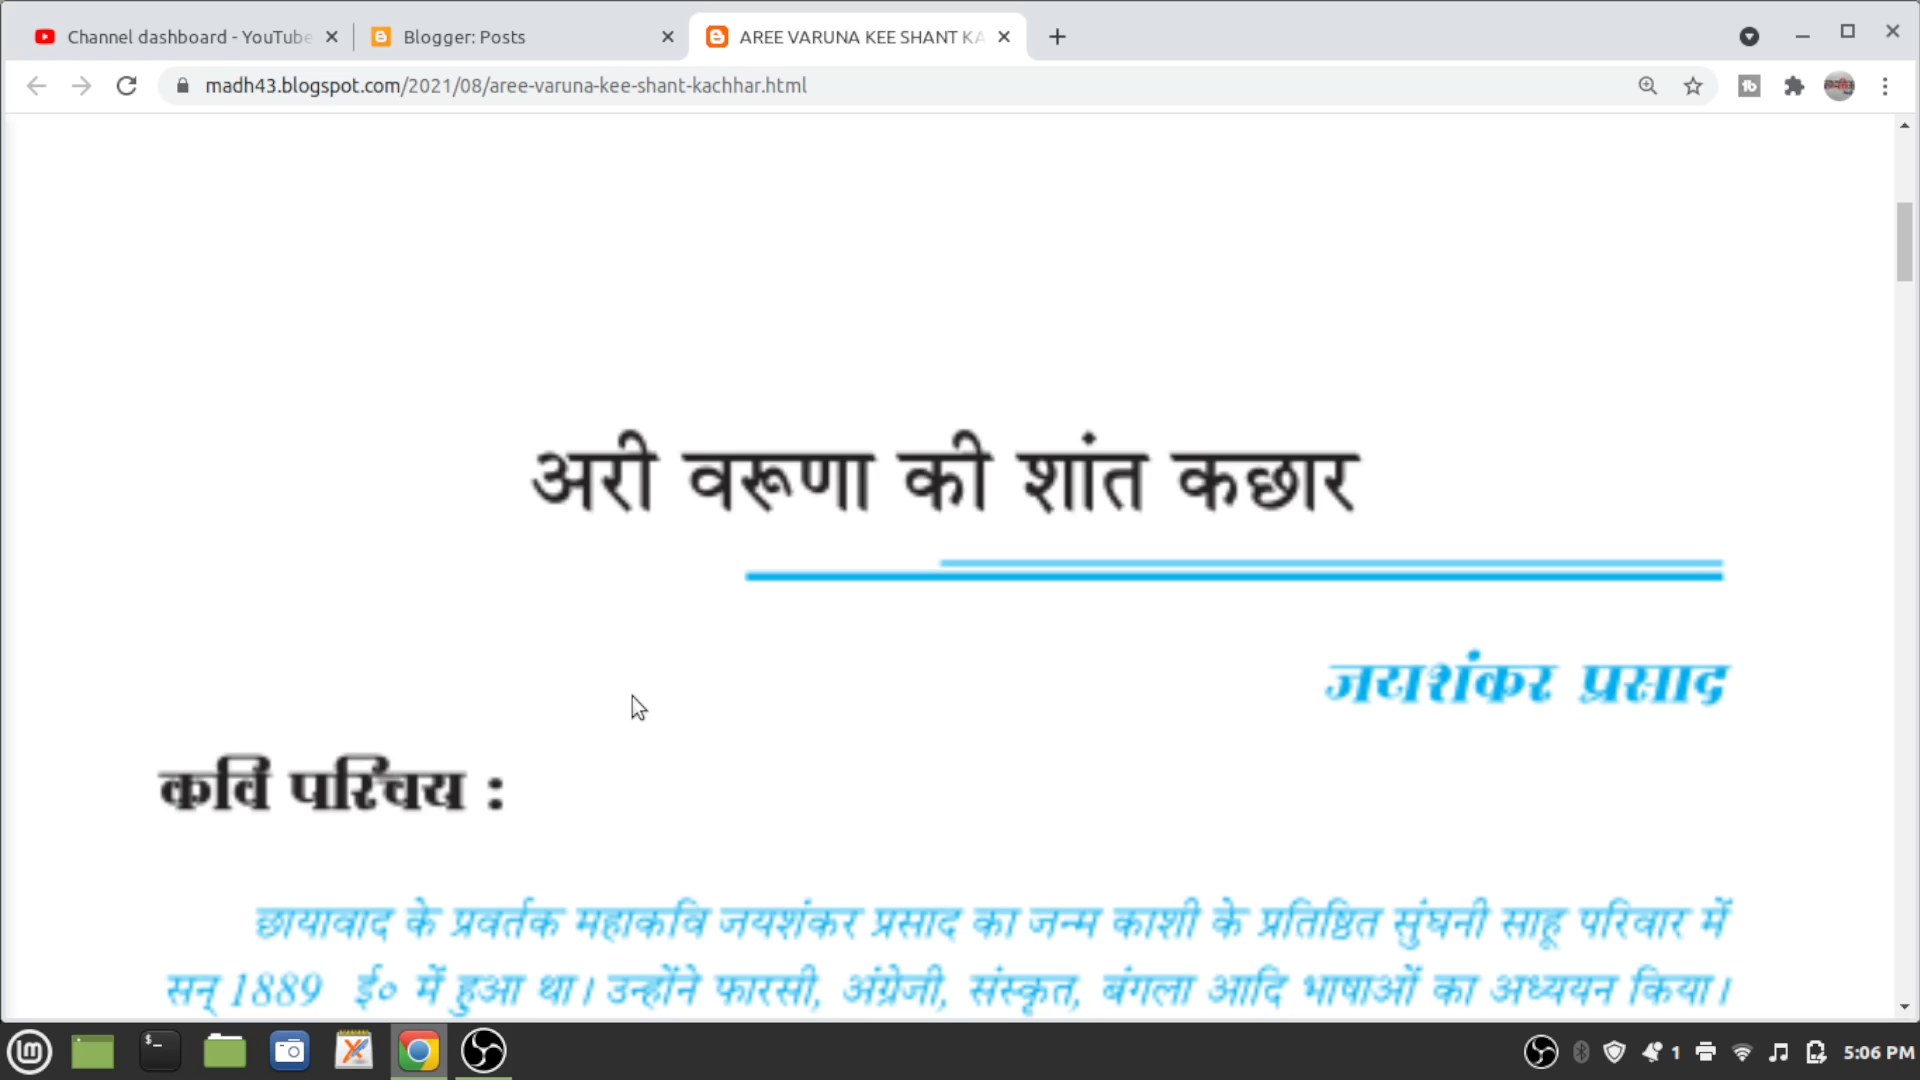 Channel dashboard - YouTube
Blogger: Posts
AREE VARUNA KEE SHANT KA
madh43.blogspot.com/2021/08/aree-varuna-kee-shant-kachhar.html
अरी वरूणा की शांत कछार
जयशंकर प्रसाद
कवि परिचय :
छायावाद के प्रवर्तक महाकवि जयशंकर प्रसाद का जन्म काशी के प्रतिष्ठित सुंघनी साहू परिवार में
सन् 1889 ई० में हुआ था। उन्होंने फारसी, अंग्रेजी, संस्कृत, बंगला आदि भाषाओं का अध्ययन किया।
1
5:06 PM